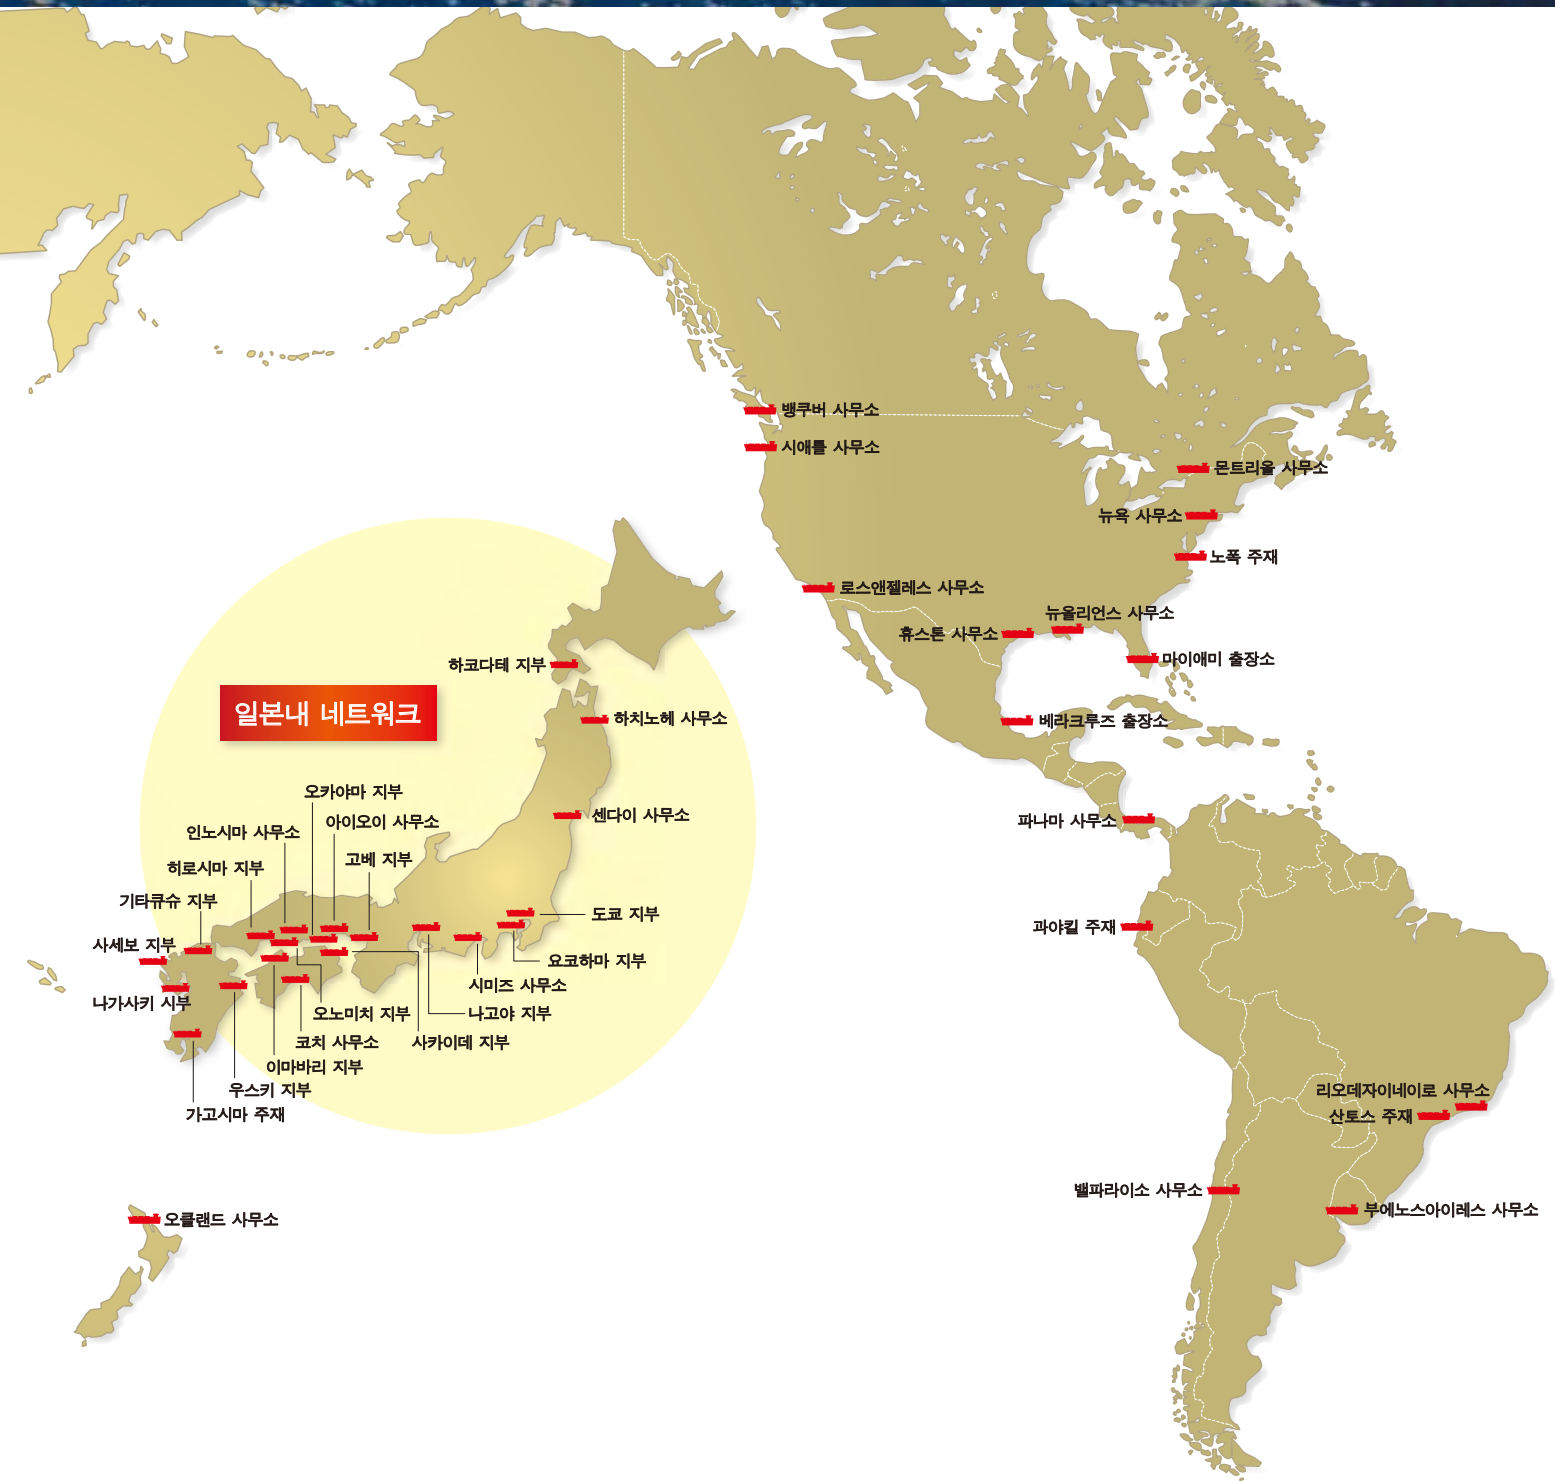 뱅쿠버 사무소
시애틀 사무소
몬트리올 사무소
뉴욕 사무소
노폭 주재
로스앤젤레스 사무소
뉴올리언스 사무소
휴스톤 사무소
마이애미 출장소
베라크루즈 출장소
파나마 사무소
과야킬 주재
리오데자이네이로 사무소
산토스 주재
밸파라이소 사무소
부에노스아이레스 사무소
일본내 네트워크
하코다테 지부
하치노헤 사무소
센다이 사무소
오카야마 지부
아이오이 사무소
인노시마 사무소
고베 지부
히로시마 지부
기타큐슈 지부
사세보 지부
도쿄 지부
요코하마 지부
시미즈 사무소
나가사키 시부
오노미치 지부
나고야 지부
코치 사무소
사카이데 지부
이마바리 지부
우스키 지부
가고시마 주재
오클랜드 사무소